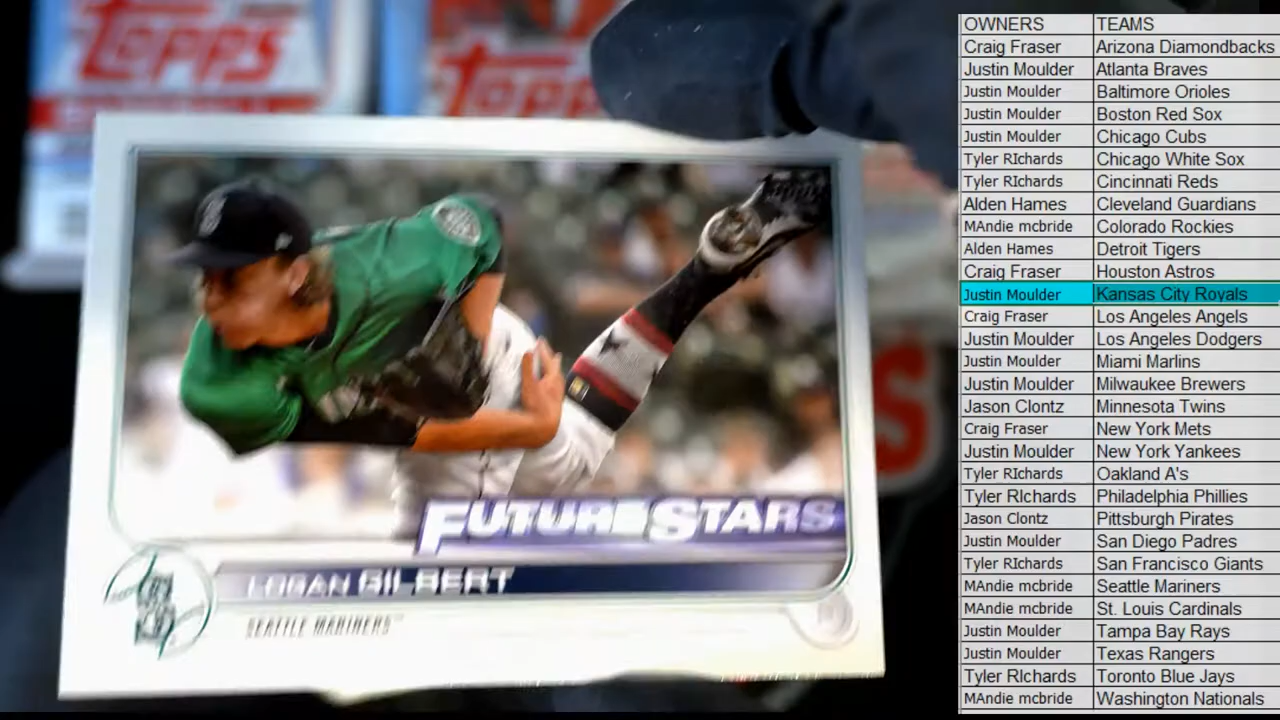 Topps
Topps
FUTURE STARS
LOGAN GILBERT
SEATTLE MARINERS™
OWNERS TEAMS
Craig Fraser Arizona Diamondbacks
Justin Moulder Atlanta Braves
Justin Moulder Baltimore Orioles
Justin Moulder Boston Red Sox
Justin Moulder Chicago Cubs
Tyler RIchards Chicago White Sox
Tyler RIchards Cincinnati Reds
Alden Hames Cleveland Guardians
MAndie mcbride Colorado Rockies
Alden Hames Detroit Tigers
Craig Fraser Houston Astros
Justin Moulder Kansas City Royals
Craig Fraser Los Angeles Angels
Justin Moulder Los Angeles Dodgers
Justin Moulder Miami Marlins
Justin Moulder Milwaukee Brewers
Jason Clontz Minnesota Twins
Craig Fraser New York Mets
Justin Moulder New York Yankees
Tyler RIchards Oakland A's
Tyler RIchards Philadelphia Phillies
Jason Clontz Pittsburgh Pirates
Justin Moulder San Diego Padres
Tyler RIchards San Francisco Giants
MAndie mcbride Seattle Mariners
MAndie mcbride St. Louis Cardinals
Justin Moulder Tampa Bay Rays
Justin Moulder Texas Rangers
Tyler RIchards Toronto Blue Jays
MAndie mcbride Washington Nationals